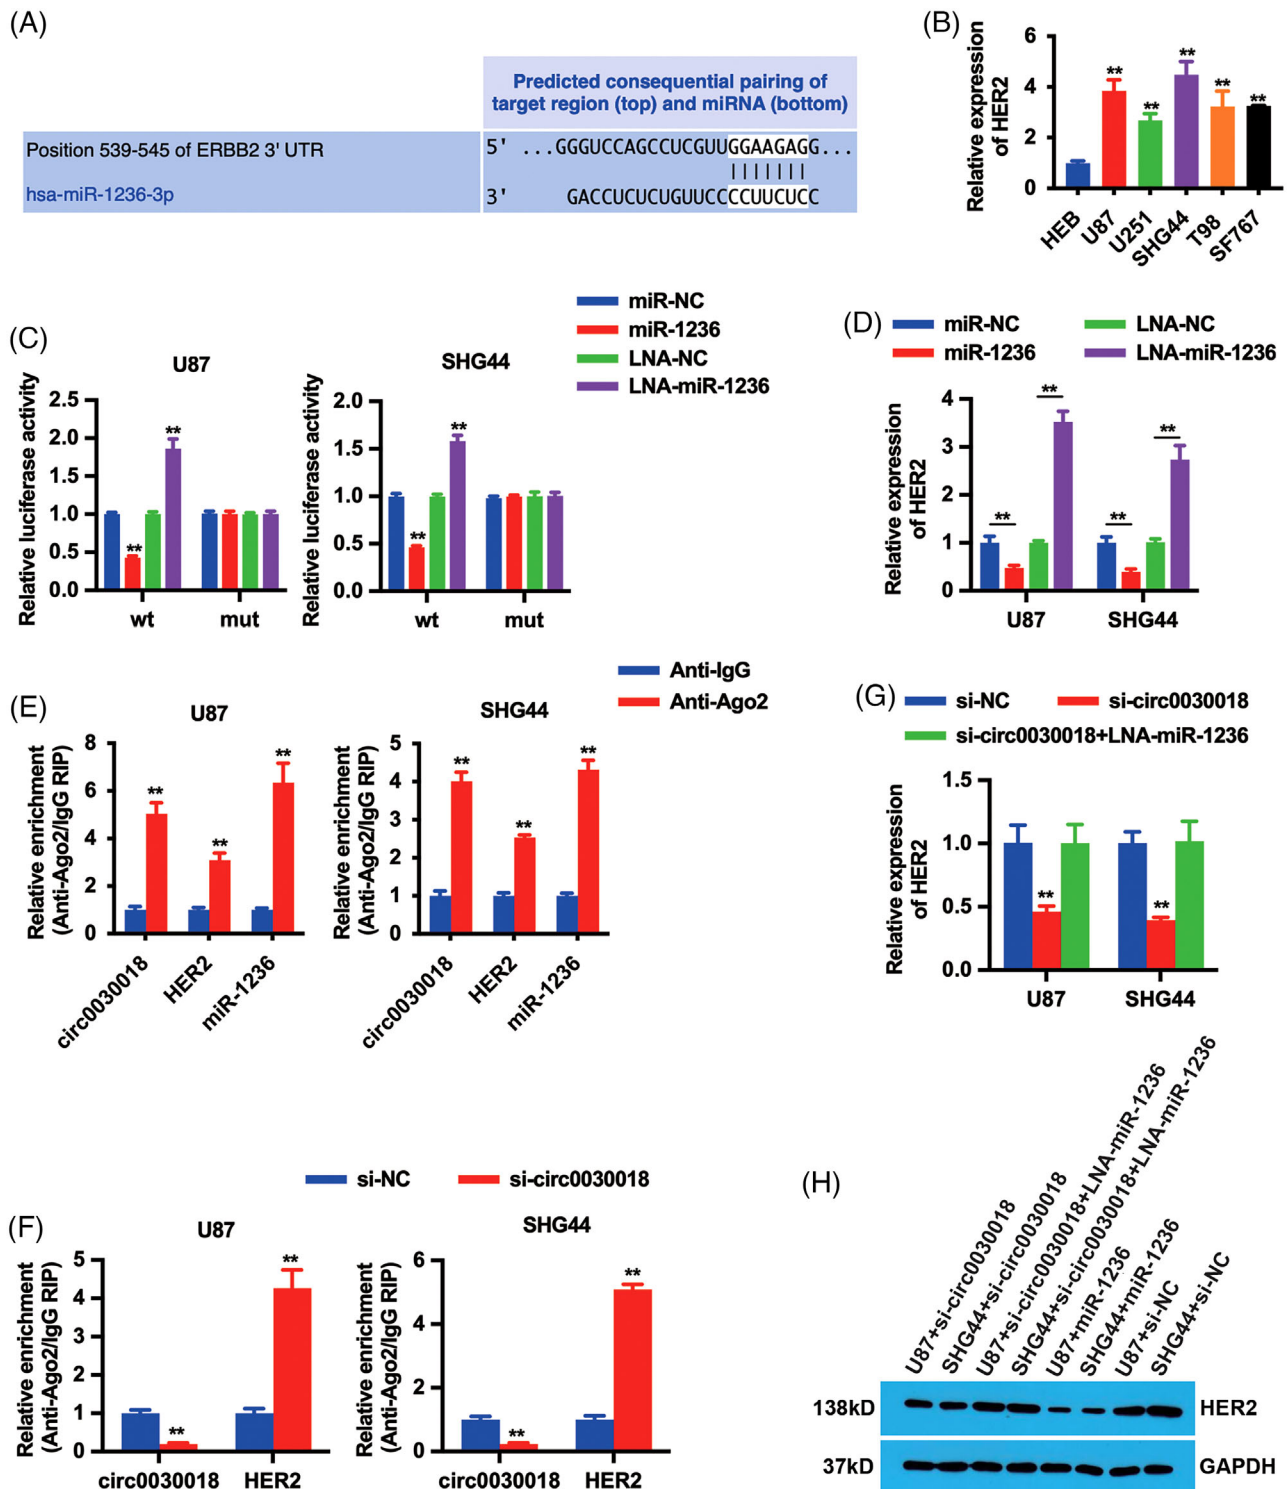 (A)
Predicted consequential pairing of
target region (top) and miRNA (bottom)
Position 539-545 of ERBB2 3' UTR
5' ...GGGUCCAGCCUCGUUGGAAGAGG...
hsa-miR-1236-3p
3' GACCUCUCUGUUCCCCUUCUCC
(B)
Relative expression
of HER2
6
4
2
0
**
**
**
**
**
HEB
U87
U251
SHG44
T98
SF767
(C)
miR-NC
miR-1236
LNA-NC
LNA-miR-1236
U87
Relative luciferase activity
2.5
2.0
1.5
1.0
0.5
0.0
**
**
wt
mut
SHG44
Relative luciferase activity
2.0
1.5
1.0
0.5
0.0
**
**
wt
mut
(D)
miR-NC
LNA-NC
miR-1236
LNA-miR-1236
Relative expression
of HER2
4
3
2
1
0
**
**
**
**
U87
SHG44
(E)
Anti-IgG
Anti-Ago2
U87
Relative enrichment
(Anti-Ago2/IgG RIP)
8
6
4
2
0
**
**
**
circ0030018
HER2
miR-1236
SHG44
Relative enrichment
(Anti-Ago2/IgG RIP)
5
4
3
2
1
0
**
**
**
circ0030018
HER2
miR-1236
(G)
si-NC
si-circ0030018
si-circ0030018+LNA-miR-1236
Relative expression
of HER2
1.5
1.0
0.5
0.0
**
**
U87
SHG44
(F)
si-NC
si-circ0030018
U87
Relative enrichment
(Anti-Ago2/IgG RIP)
5
4
3
2
1
0
**
**
circ0030018
HER2
SHG44
Relative enrichment
(Anti-Ago2/IgG RIP)
6
4
2
0
**
**
circ0030018
HER2
(H)
U87+si-circ0030018
SHG44+si-circ0030018
U87+si-circ0030018+LNA-miR-1236
SHG44+si-circ0030018+LNA-miR-1236
U87+miR-1236
SHG44+miR-1236
U87+si-NC
SHG44+si-NC
138kD
HER2
37kD
GAPDH